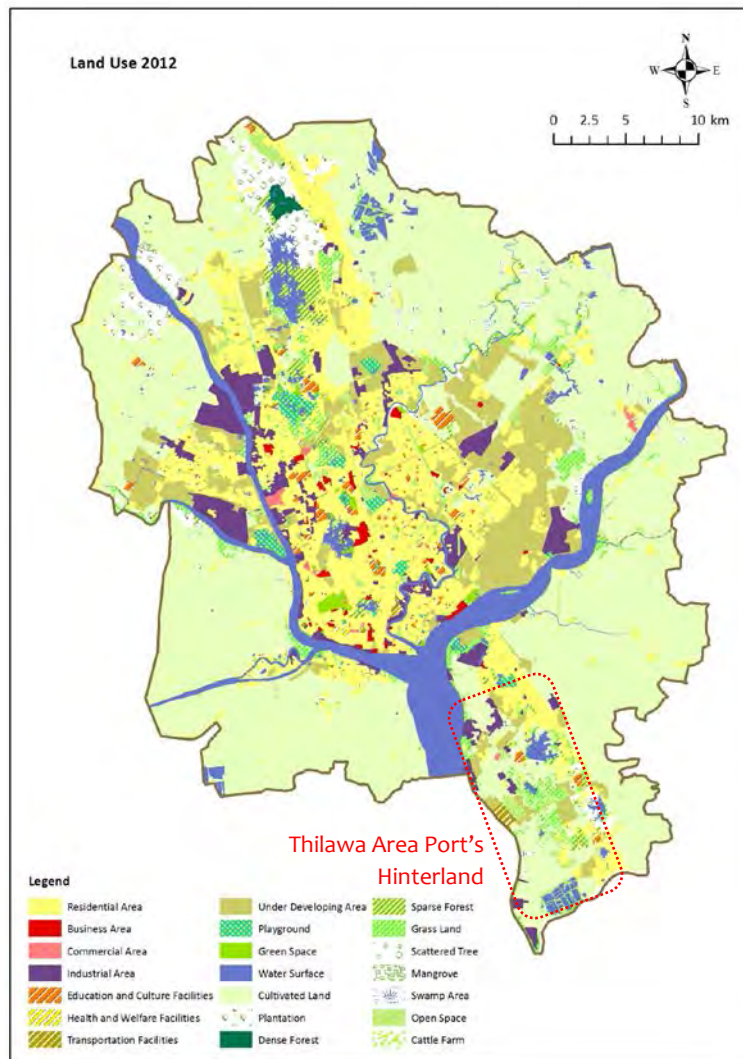 Land Use 2012
N
W E
S
0 2.5 5 10 km
Thilawa Area Port's
Hinterland
Legend
Residential Area
Business Area
Commercial Area
Industrial Area
Education and Culture Facilities
Health and Welfare Facilities
Transportation Facilities
Under Developing Area
Playground
Green Space
Water Surface
Cultivated Land
Plantation
Dense Forest
Sparse Forest
Grass Land
Scattered Tree
Mangrove
Swamp Area
Open Space
Cattle Farm